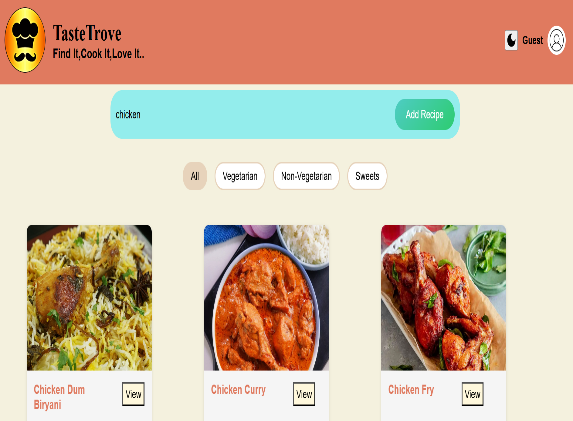 TasteTrove
Find It,Cook It,Love It..
Guest
chicken
Add Recipe
All
Vegetarian
Non-Vegetarian
Sweets
Chicken Dum
Biryani
View
Chicken Curry
View
Chicken Fry
View